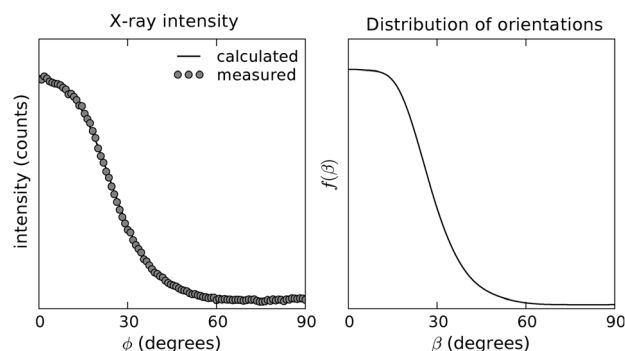 X-ray intensity
calculated
measured
intensity (counts)
0 30 60 90
ϕ (degrees)
Distribution of orientations
f(β)
0 30 60 90
β (degrees)